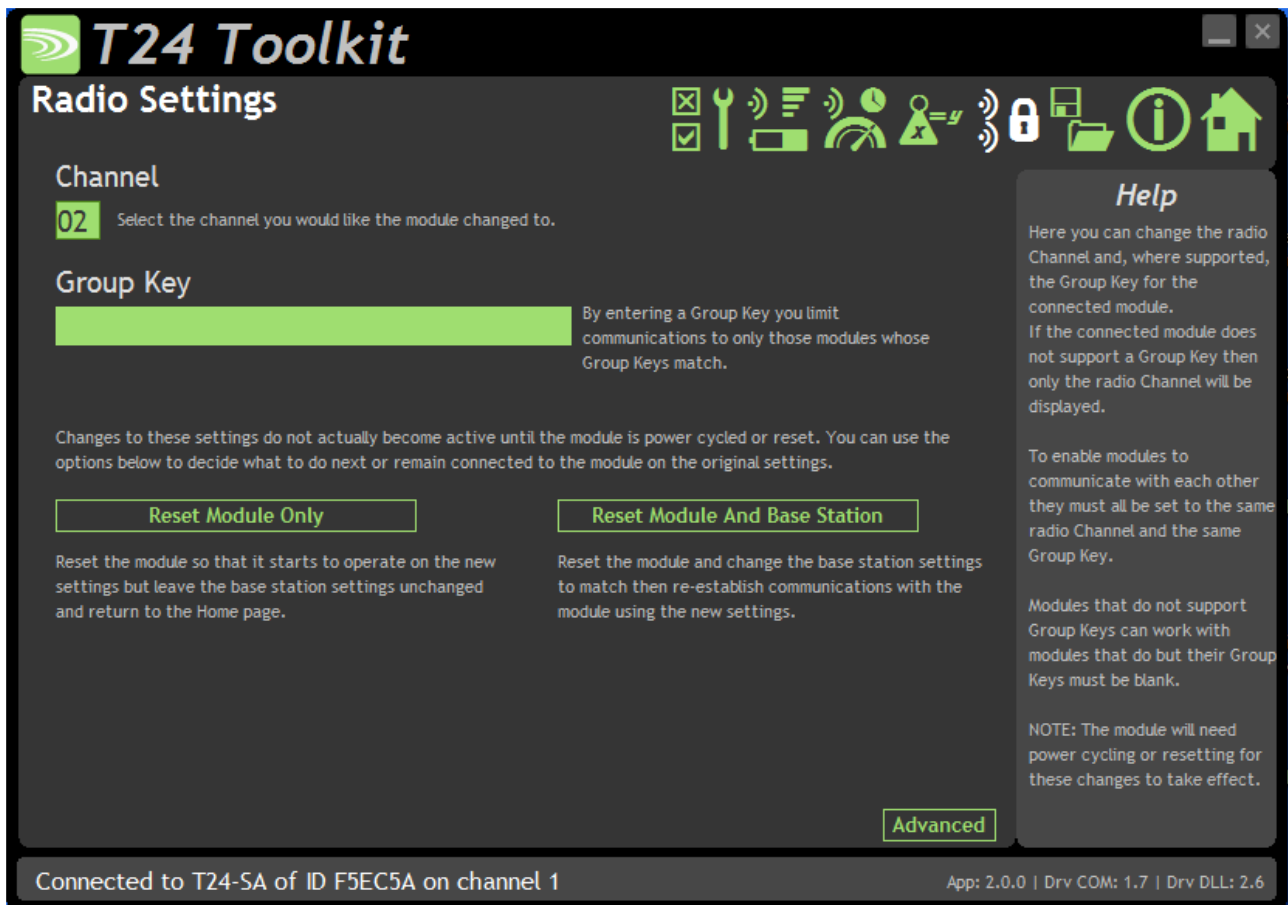 T24 Toolkit
Radio Settings
x
=y
Channel
02
Select the channel you would like the module changed to.
Group Key
By entering a Group Key you limit
communications to only those modules whose
Group Keys match.
Changes to these settings do not actually become active until the module is power cycled or reset. You can use the
options below to decide what to do next or remain connected to the module on the original settings.
Reset Module Only
Reset the module so that it starts to operate on the new
settings but leave the base station settings unchanged
and return to the Home page.
Reset Module And Base Station
Reset the module and change the base station settings
to match then re-establish communications with the
module using the new settings.
Advanced
Help
Here you can change the radio
Channel and, where supported,
the Group Key for the
connected module.
If the connected module does
not support a Group Key then
only the radio Channel will be
displayed.
To enable modules to
communicate with each other
they must all be set to the same
radio Channel and the same
Group Key.
Modules that do not support
Group Keys can work with
modules that do but their Group
Keys must be blank.
NOTE: The module will need
power cycling or resetting for
these changes to take effect.
Connected to T24-SA of ID F5EC5A on channel 1
App: 2.0.0 | Drv COM: 1.7 | Drv DLL: 2.6